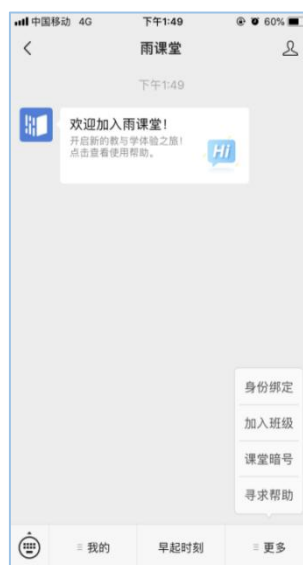 中国移动 4G 下午1:49 60%
雨课堂
下午1:49
欢迎加入雨课堂!
开启新的教与学体验之旅!
点击查看使用帮助。
Hi
身份绑定
加入班级
课堂暗号
寻求帮助
我的 早起时刻 更多